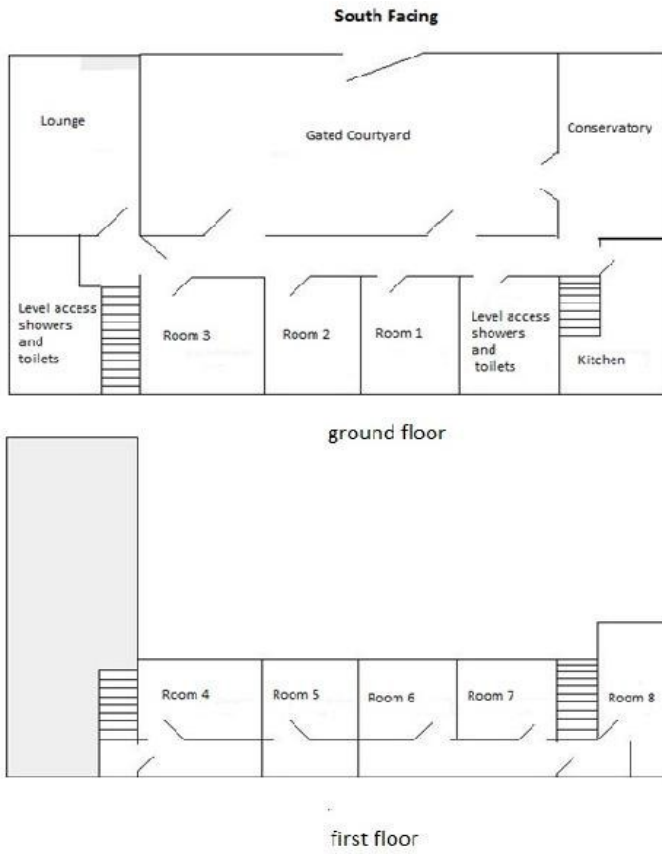 South Facing
Lounge
Gated Courtyard
Conservatory
Level access
showers
and
toilets
Room 3
Room 2
Room 1
Level access
showers
and
toilets
Kitchen
ground floor
Room 4
Room 5
Room 6
Room 7
Room 8
first floor